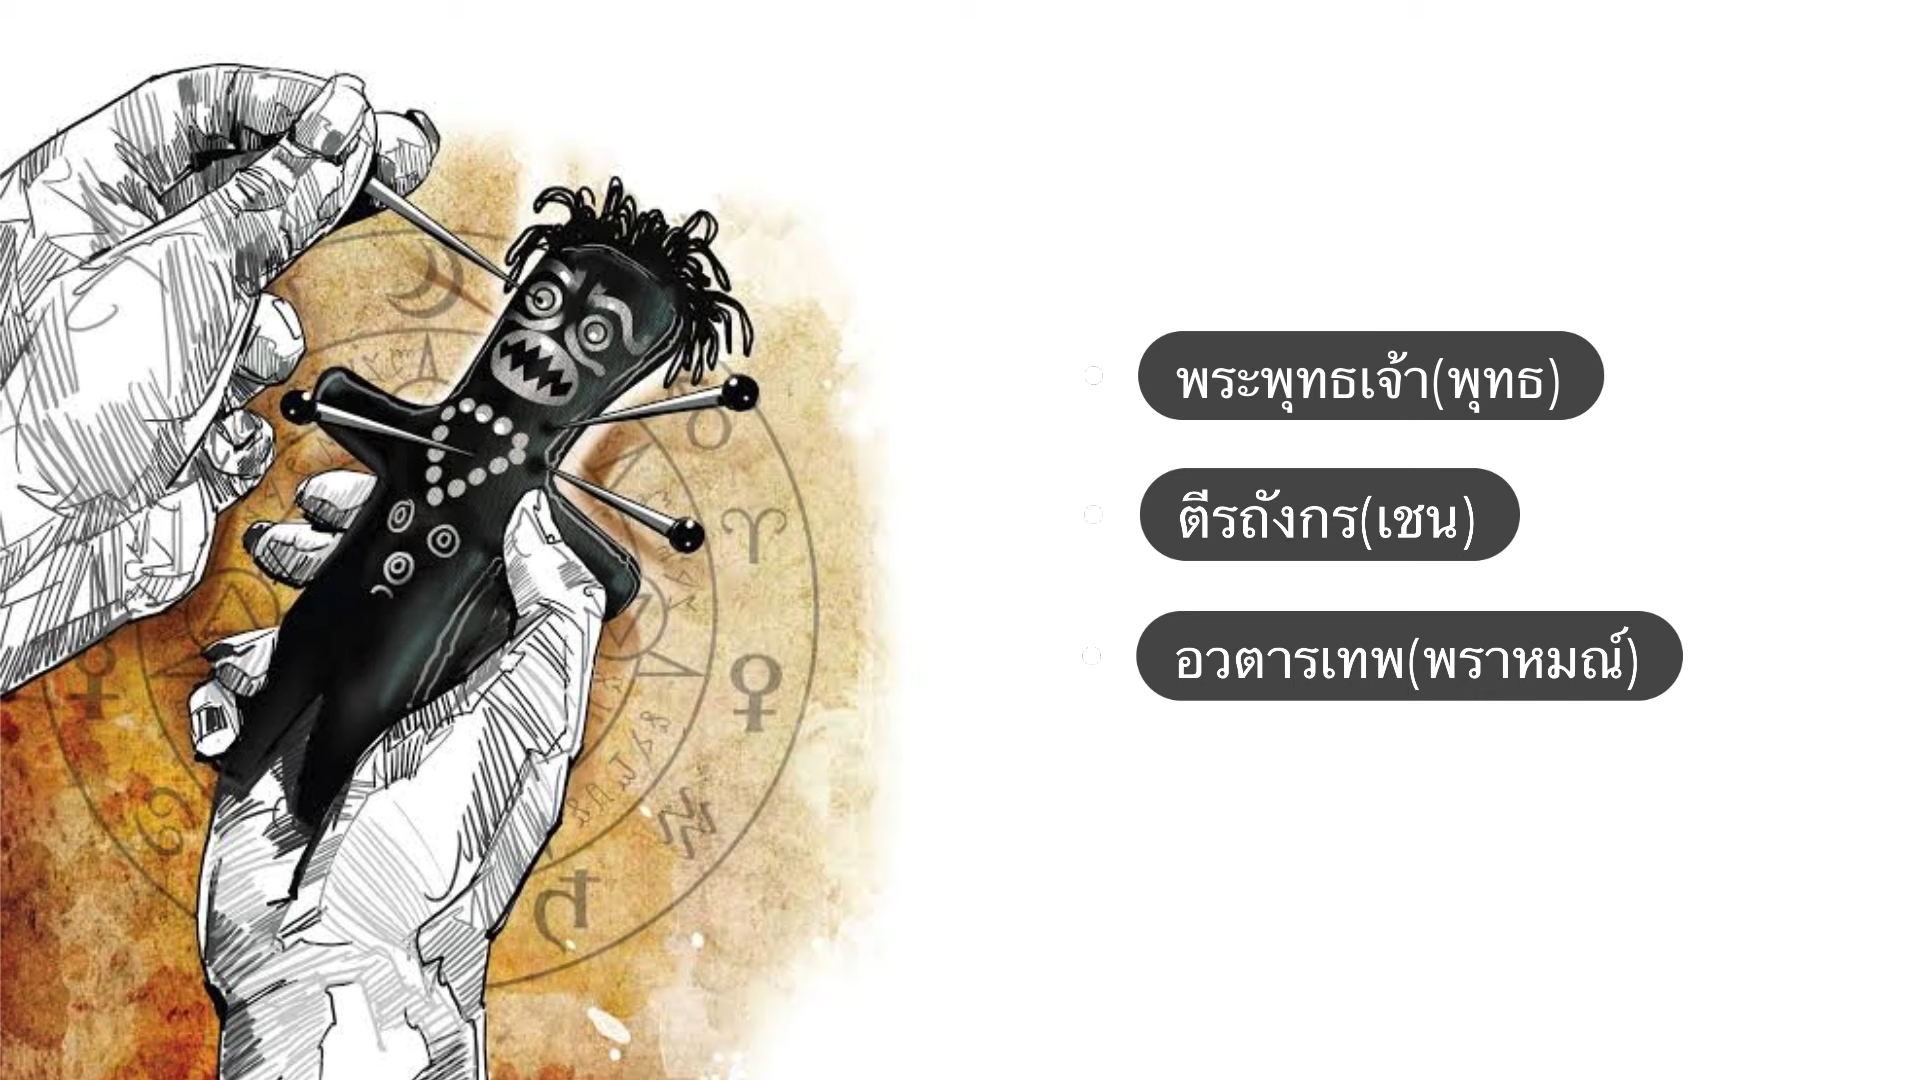 พระพุทธเจ้า(พุทธ)
ตีรถังกร(เชน)
อวตารเทพ(พราหมณ์)